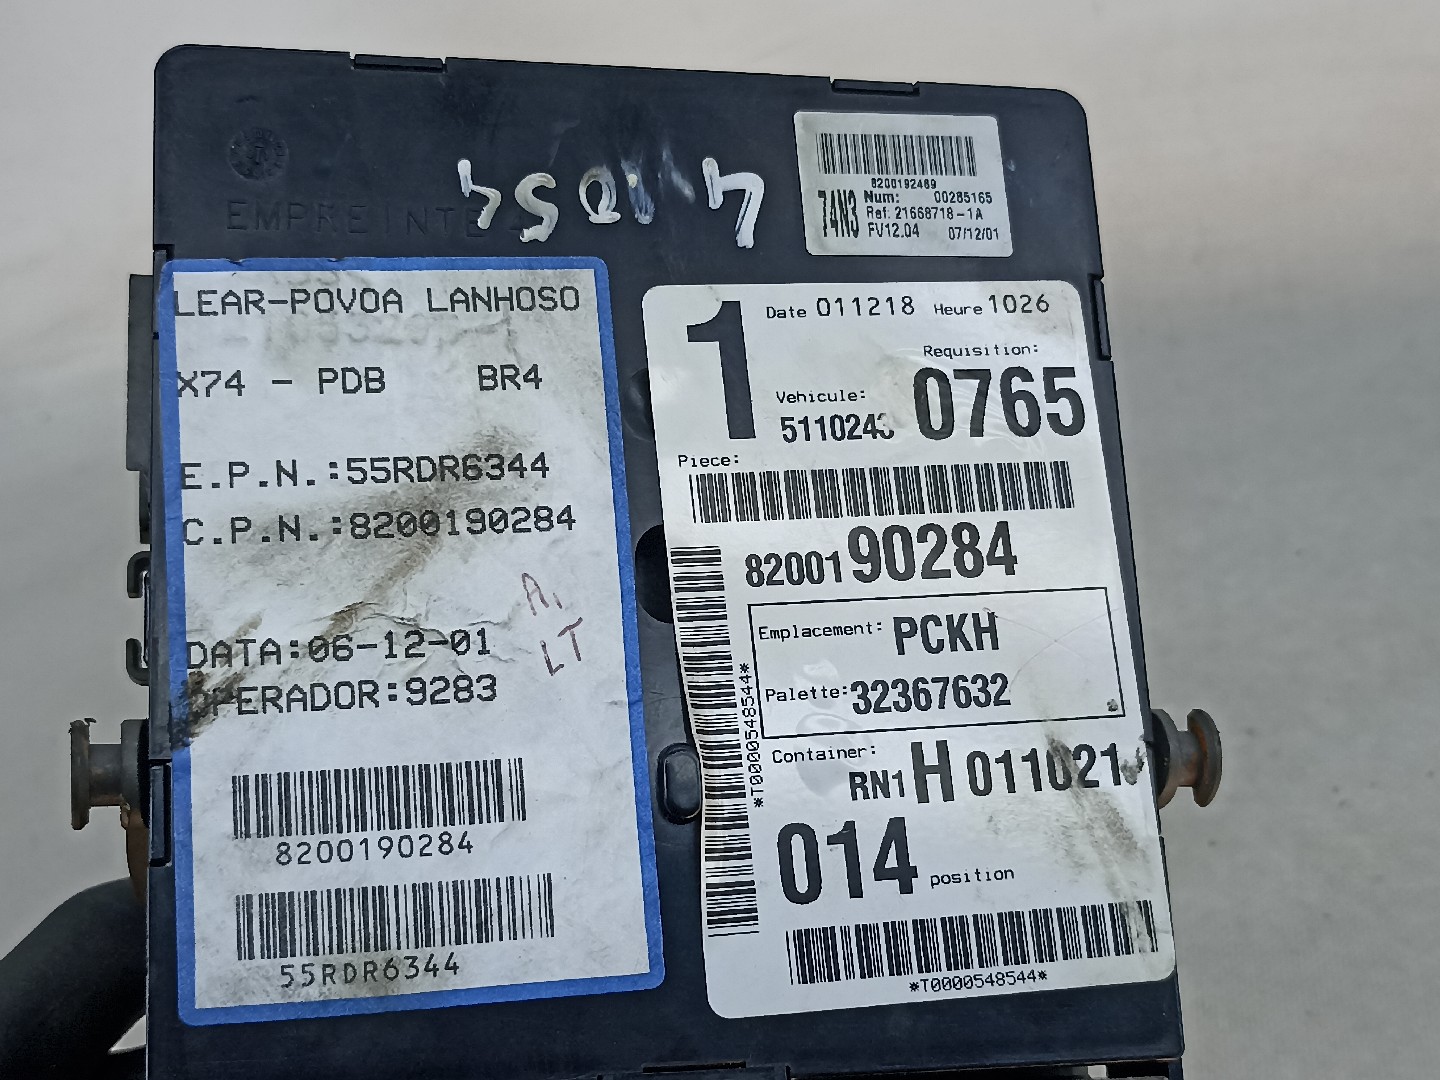 EMPREINTE
41054
8200192469
74N3
Num: 00285165
Ref: 21668718-1A
FV12.04 07/12/01
LEAR-POVOA LANHOSO
X74 - PDB BR4
E.P.N.:55RDR6344
C.P.N.:8200190284
A,
LT
DATA:06-12-01
OPERADOR:9283
8200190284
55RDR6344
1
Date 011218 Heure 1026
Requisition:
Vehicule:
0765
Piece:
8200190284
Emplacement: PCKH
Palette: 32367632
*T0000548544*
Container:
RN1 H
014 position
*T0000548544*